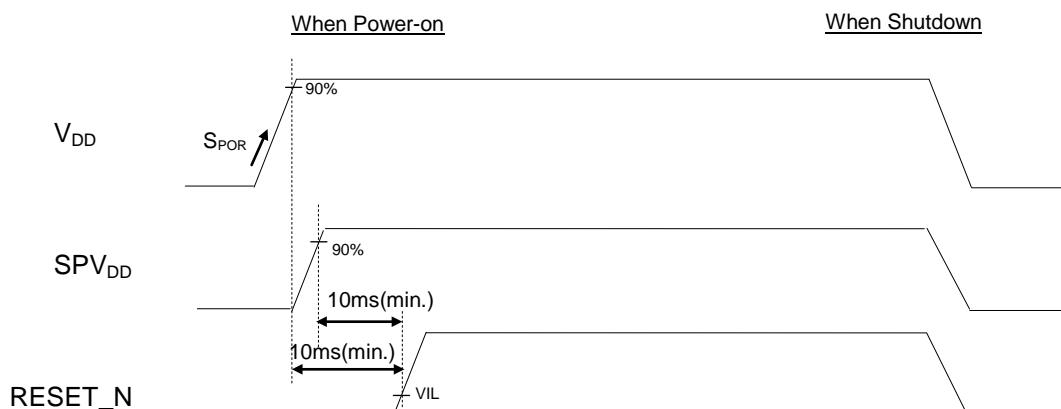 When Power-on
When Shutdown
90%
VDD
SPOR
90%
SPVDD
10ms(min.)
10ms(min.)
VIL
RESET_N